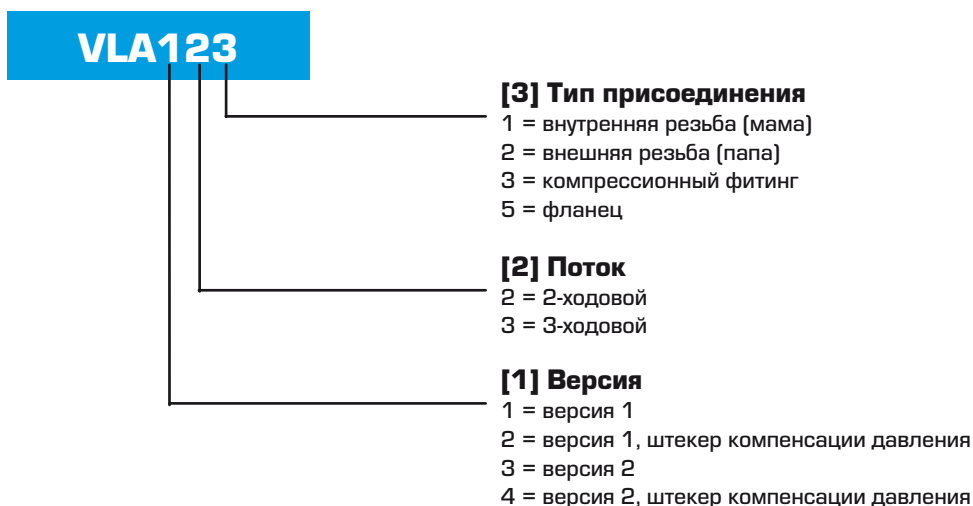 VLA123
[3] Тип присоединения
1 = внутренняя резьба (мама)
2 = внешняя резьба (папа)
3 = компрессионный фитинг
5 = фланец
[2] Поток
2 = 2-ходовой
3 = 3-ходовой
[1] Версия
1 = версия 1
2 = версия 1, штекер компенсации давления
3 = версия 2
4 = версия 2, штекер компенсации давления